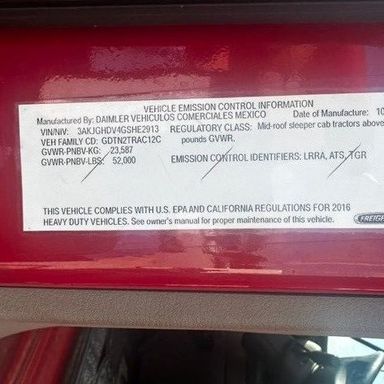 VEHICLE EMISSION CONTROL INFORMATION
Manufactured By: DAIMLER VEHICULOS COMERCIALES MEXICO Date of Manufacture: 10
VIN/NIV: 3AKJGHDV4GSHE2913 REGULATORY CLASS: Mid-roof sleeper cab tractors above
VEH FAMILY CD: GDTN2TRAC12C pounds GVWR.
GVWR-PNBV-KG: 23,587
GVWR-PNBV-LBS: 52,000 EMISSION CONTROL IDENTIFIERS: LRRA, ATS, TGR
THIS VEHICLE COMPLIES WITH U.S. EPA AND CALIFORNIA REGULATIONS FOR 2016
HEAVY DUTY VEHICLES. See owner's manual for proper maintenance of this vehicle. FREIGH